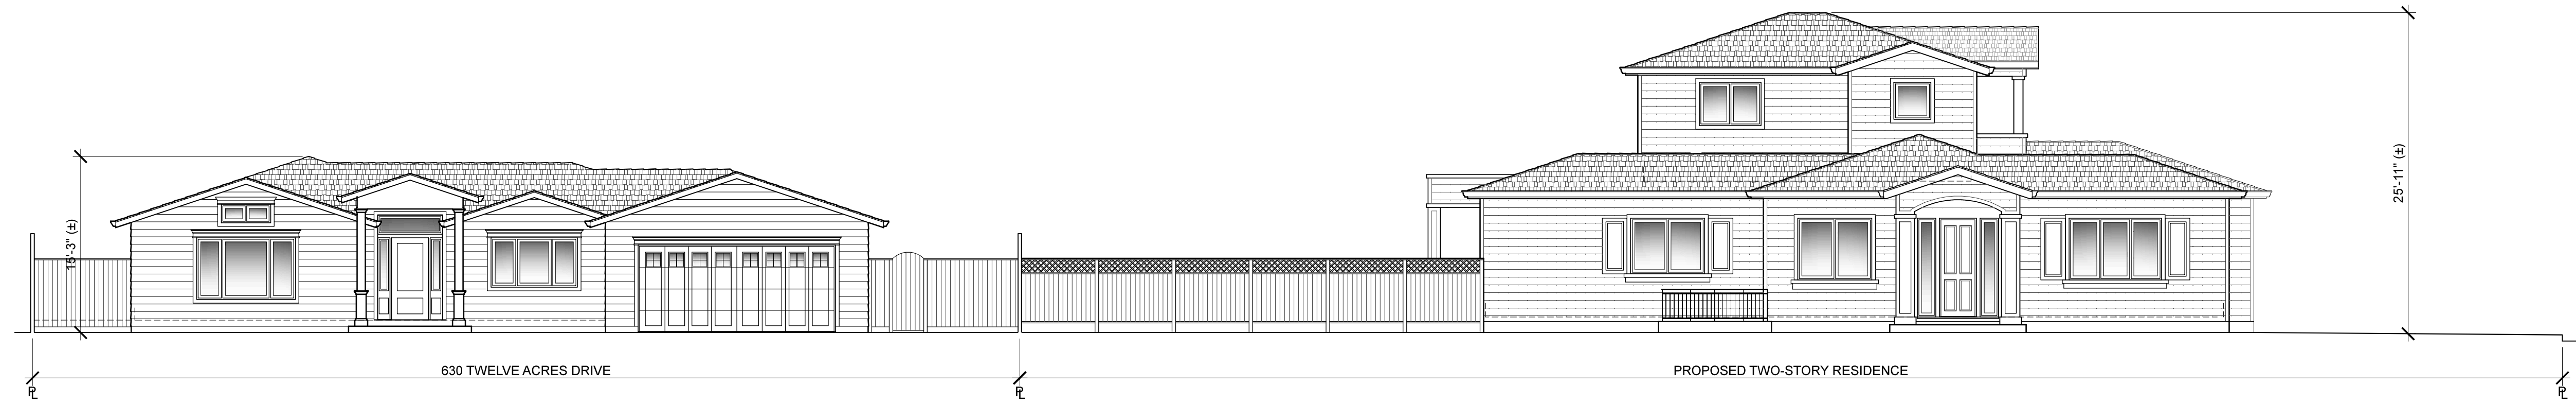 15'-3" (±)
25'-11" (±)
630 TWELVE ACRES DRIVE
PROPOSED TWO-STORY RESIDENCE
PL
PL
PL